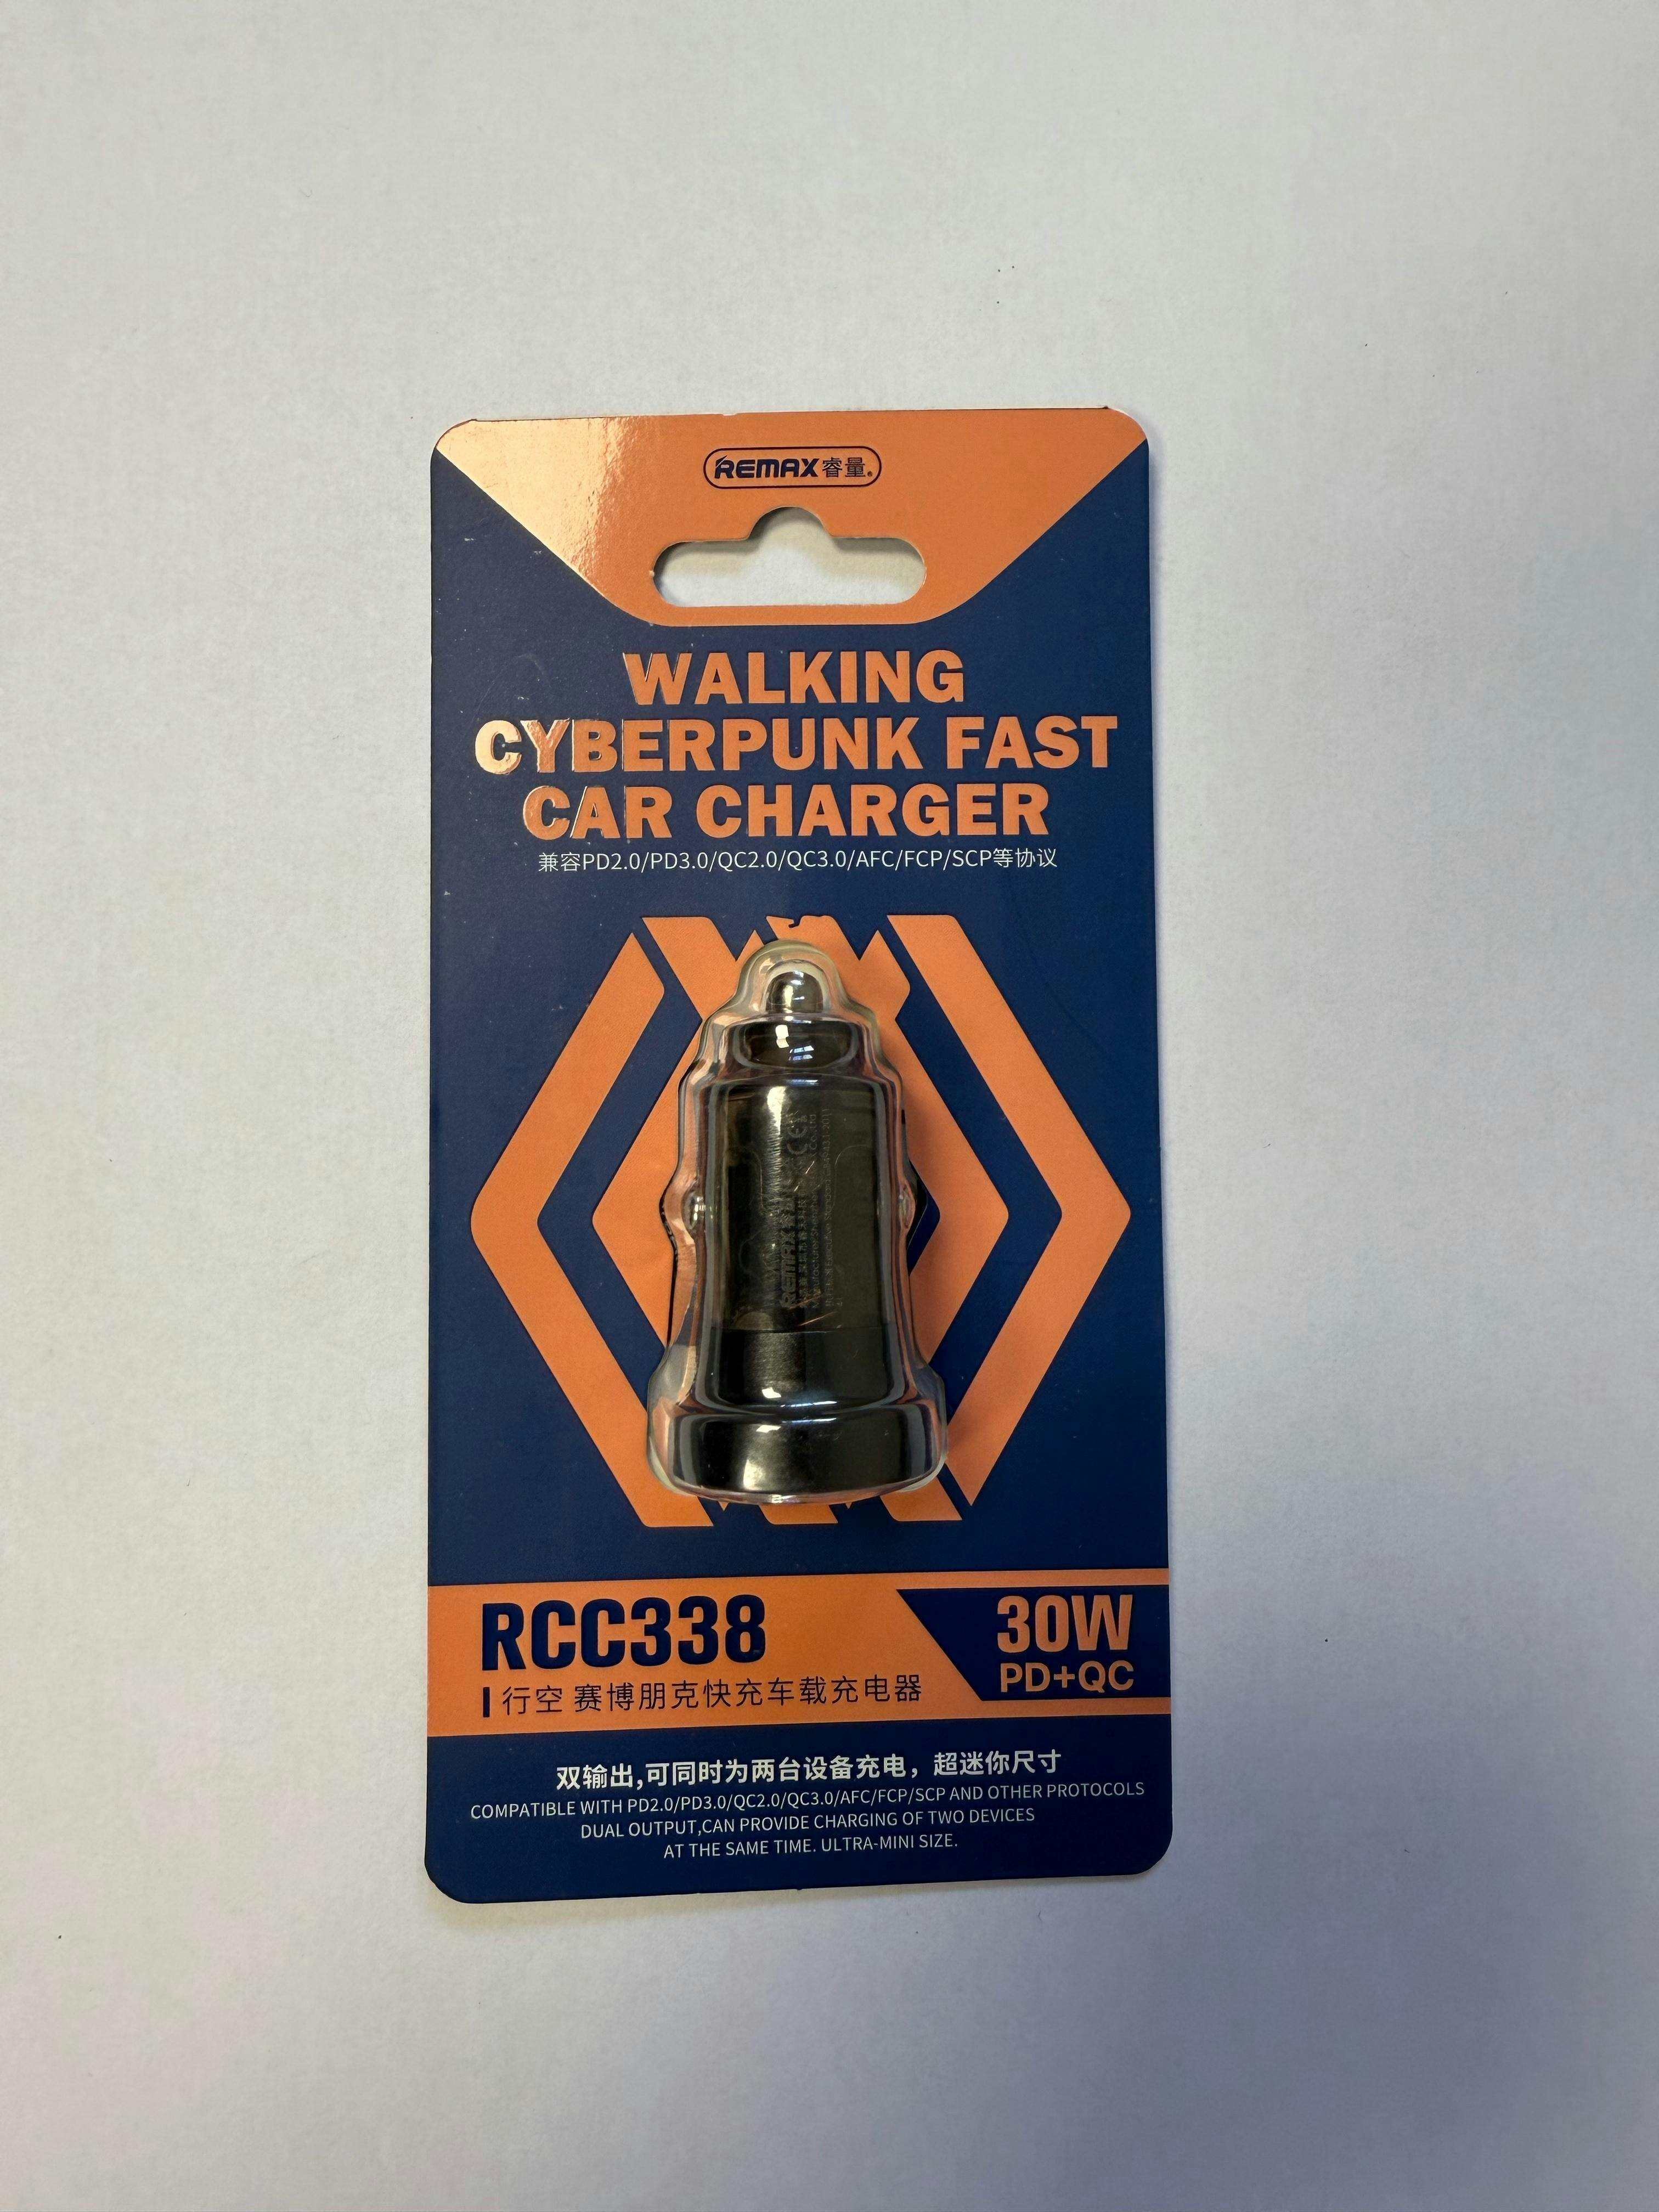 REMAX睿量®
WALKING
CYBERPUNK FAST
CAR CHARGER
兼容PD2.0/PD3.0/QC2.0/QC3.0/AFC/FCP/SCP等协议
CE
REMAX
RCC338
行空 赛博朋克快充车载充电器
30W
PD+QC
双输出,可同时为两台设备充电，超迷你尺寸
COMPATIBLE WITH PD2.0/PD3.0/QC2.0/QC3.0/AFC/FCP/SCP AND OTHER PROTOCOLS
DUAL OUTPUT,CAN PROVIDE CHARGING OF TWO DEVICES
AT THE SAME TIME. ULTRA-MINI SIZE.